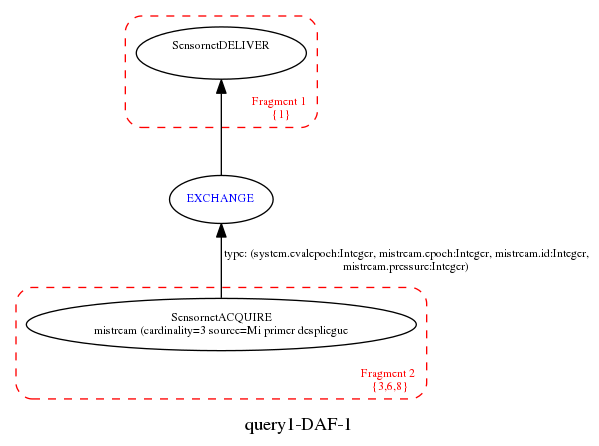 SensornetDELIVER
Fragment 1
{1}
EXCHANGE
type: (system.evalepoch:Integer, mistream.epoch:Integer, mistream.id:Integer,
mistream.pressure:Integer)
SensornetACQUIRE
mistream (cardinality=3 source=Mi primer despliegue
Fragment 2
{3,6,8}
query1-DAF-1